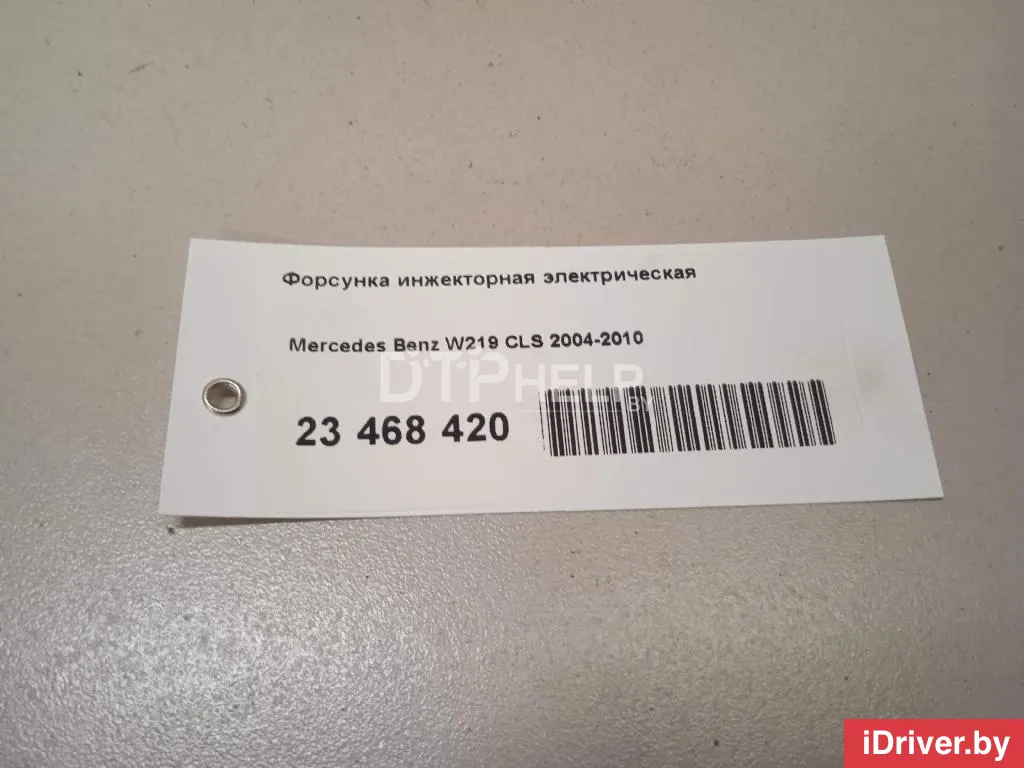 Форсунка инжекторная электрическая
Mercedes Benz W219 CLS 2004-2010
DTPHELP
BY
23 468 420
iDriver.by